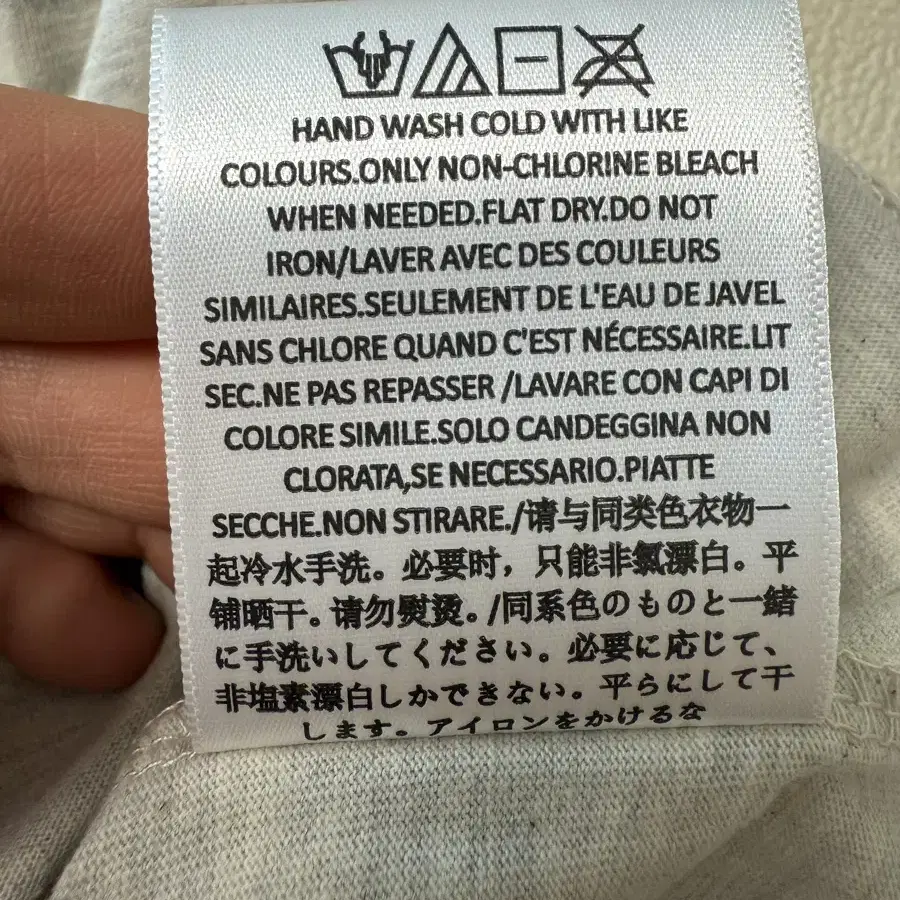 HAND WASH COLD WITH LIKE
COLOURS.ONLY NON-CHLORINE BLEACH
WHEN NEEDED.FLAT DRY.DO NOT
IRON/LAVER AVEC DES COULEURS
SIMILAIRES.SEULEMENT DE L'EAU DE JAVEL
SANS CHLORE QUAND C'EST NÉCESSAIRE.LIT
SEC.NE PAS REPASSER /LAVARE CON CAPI DI
COLORE SIMILE.SOLO CANDEGGINA NON
CLORATA,SE NECESSARIO.PIATTE
SECCHE.NON STIRARE./请与同类色衣物一
起冷水手洗。必要时，只能非氯漂白。平
铺晒干。请勿熨烫。/同系色のものと一緒
に手洗いしてください。必要に応じて、
非塩素漂白しかできない。平らにして干
します。アイロンをかけるな